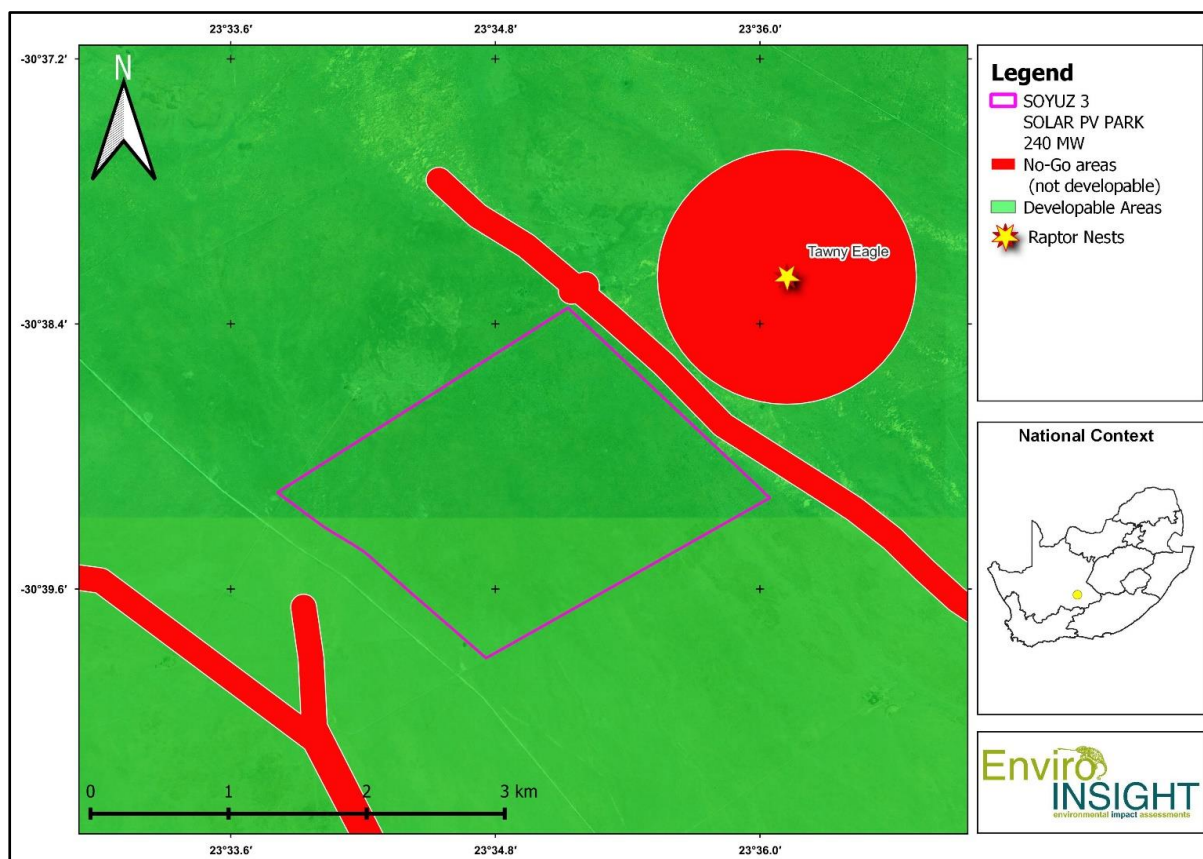 23°33.6′ 23°34.8′ 23°36.0′
-30°37.2′
N
Tawny Eagle
-30°38.4′
-30°39.6′
0 1 2 3 km
23°33.6′ 23°34.8′ 23°36.0′
Legend
SOYUZ 3
SOLAR PV PARK
240 MW
No-Go areas
(not developable)
Developable Areas
Raptor Nests
National Context
Enviro
INSIGHT
environmental impact assessments